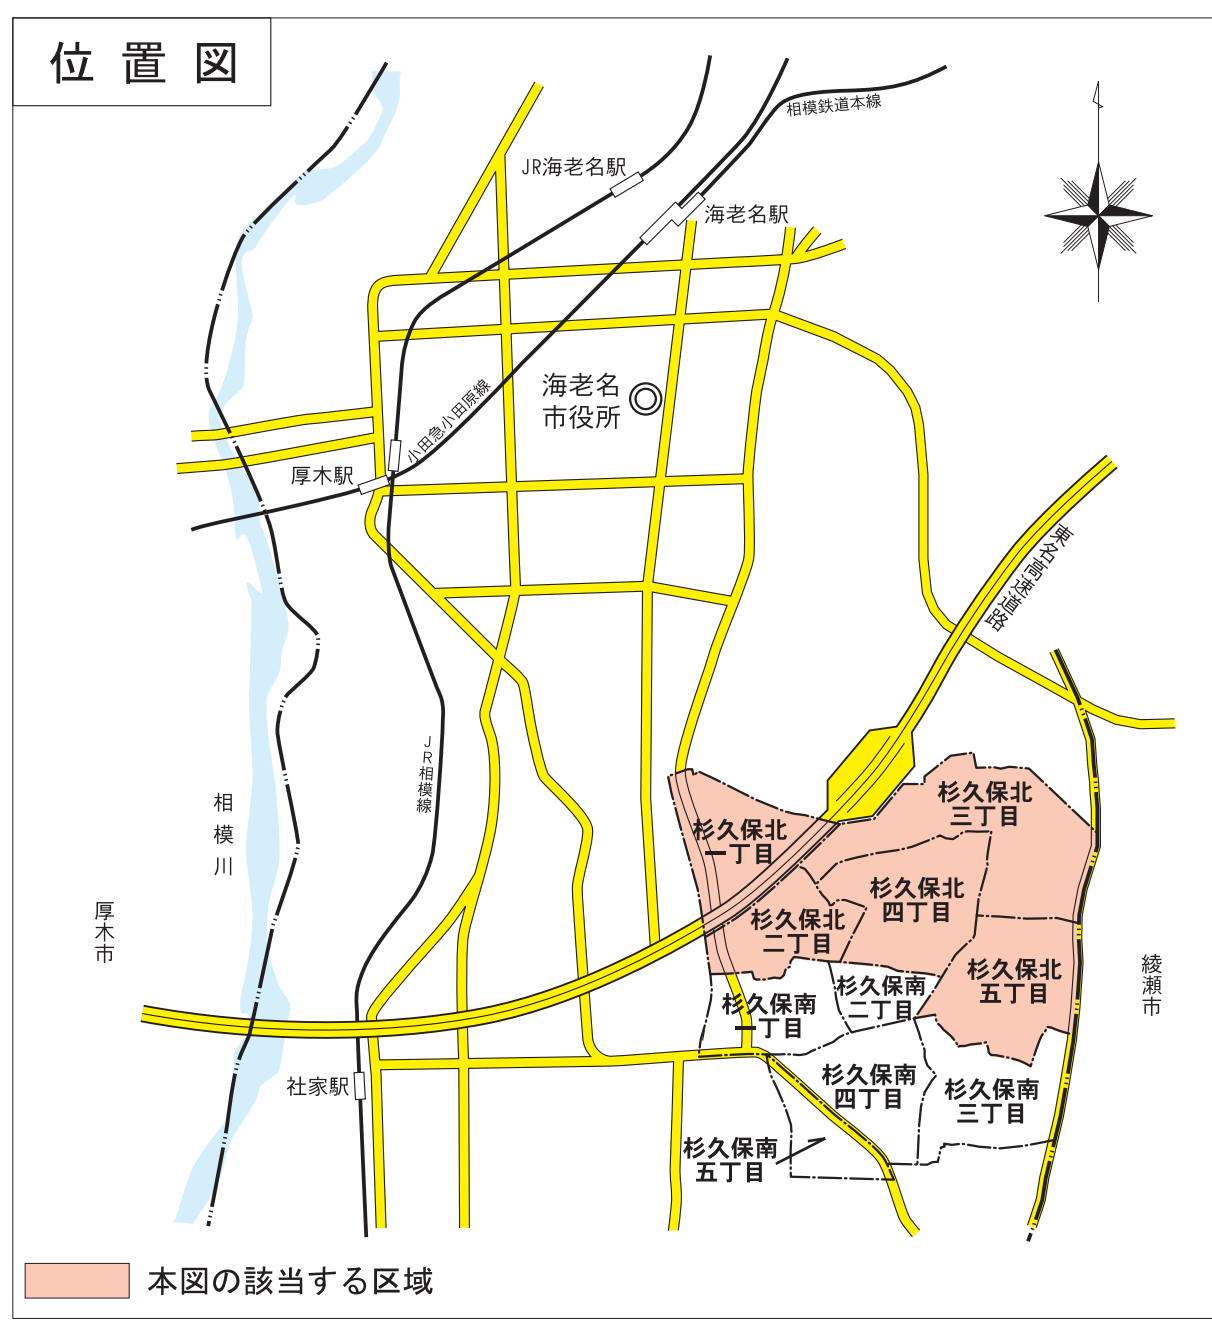 位置図
相模鉄道本線
JR海老名駅
海老名駅
海老名
市役所
小田急小田原線
厚木駅
東名高速道路
JR相模線
相模川
厚木市
綾瀬市
杉久保北
三丁目
杉久保北
一丁目
杉久保北
四丁目
杉久保北
二丁目
杉久保北
五丁目
杉久保南
二丁目
杉久保南
一丁目
杉久保南
四丁目
杉久保南
三丁目
杉久保南
五丁目
社家駅
本図の該当する区域